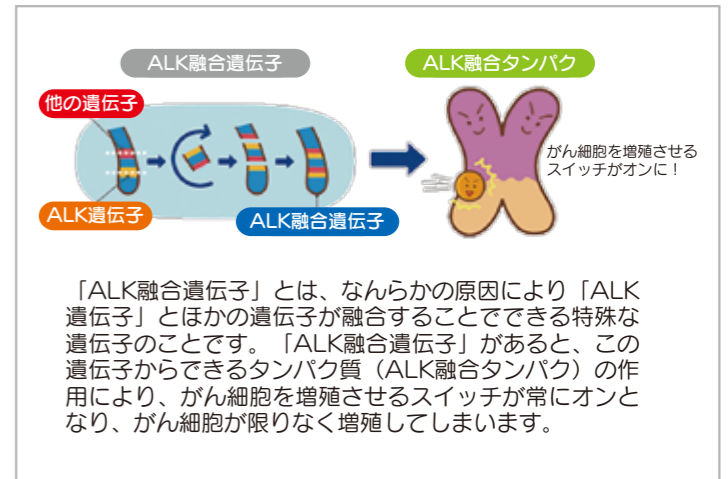 ALK融合遺伝子
ALK融合タンパク
他の遺伝子
がん細胞を増殖させる
スイッチがオンに！
ALK遺伝子
ALK融合遺伝子
「ALK融合遺伝子」とは、なんらかの原因により「ALK
遺伝子」とほかの遺伝子が融合することでできる特殊な
遺伝子のことです。「ALK融合遺伝子」があると、この
遺伝子からできるタンパク質（ALK融合タンパク）の作
用により、がん細胞を増殖させるスイッチが常にオンと
なり、がん細胞が限りなく増殖してしまいます。